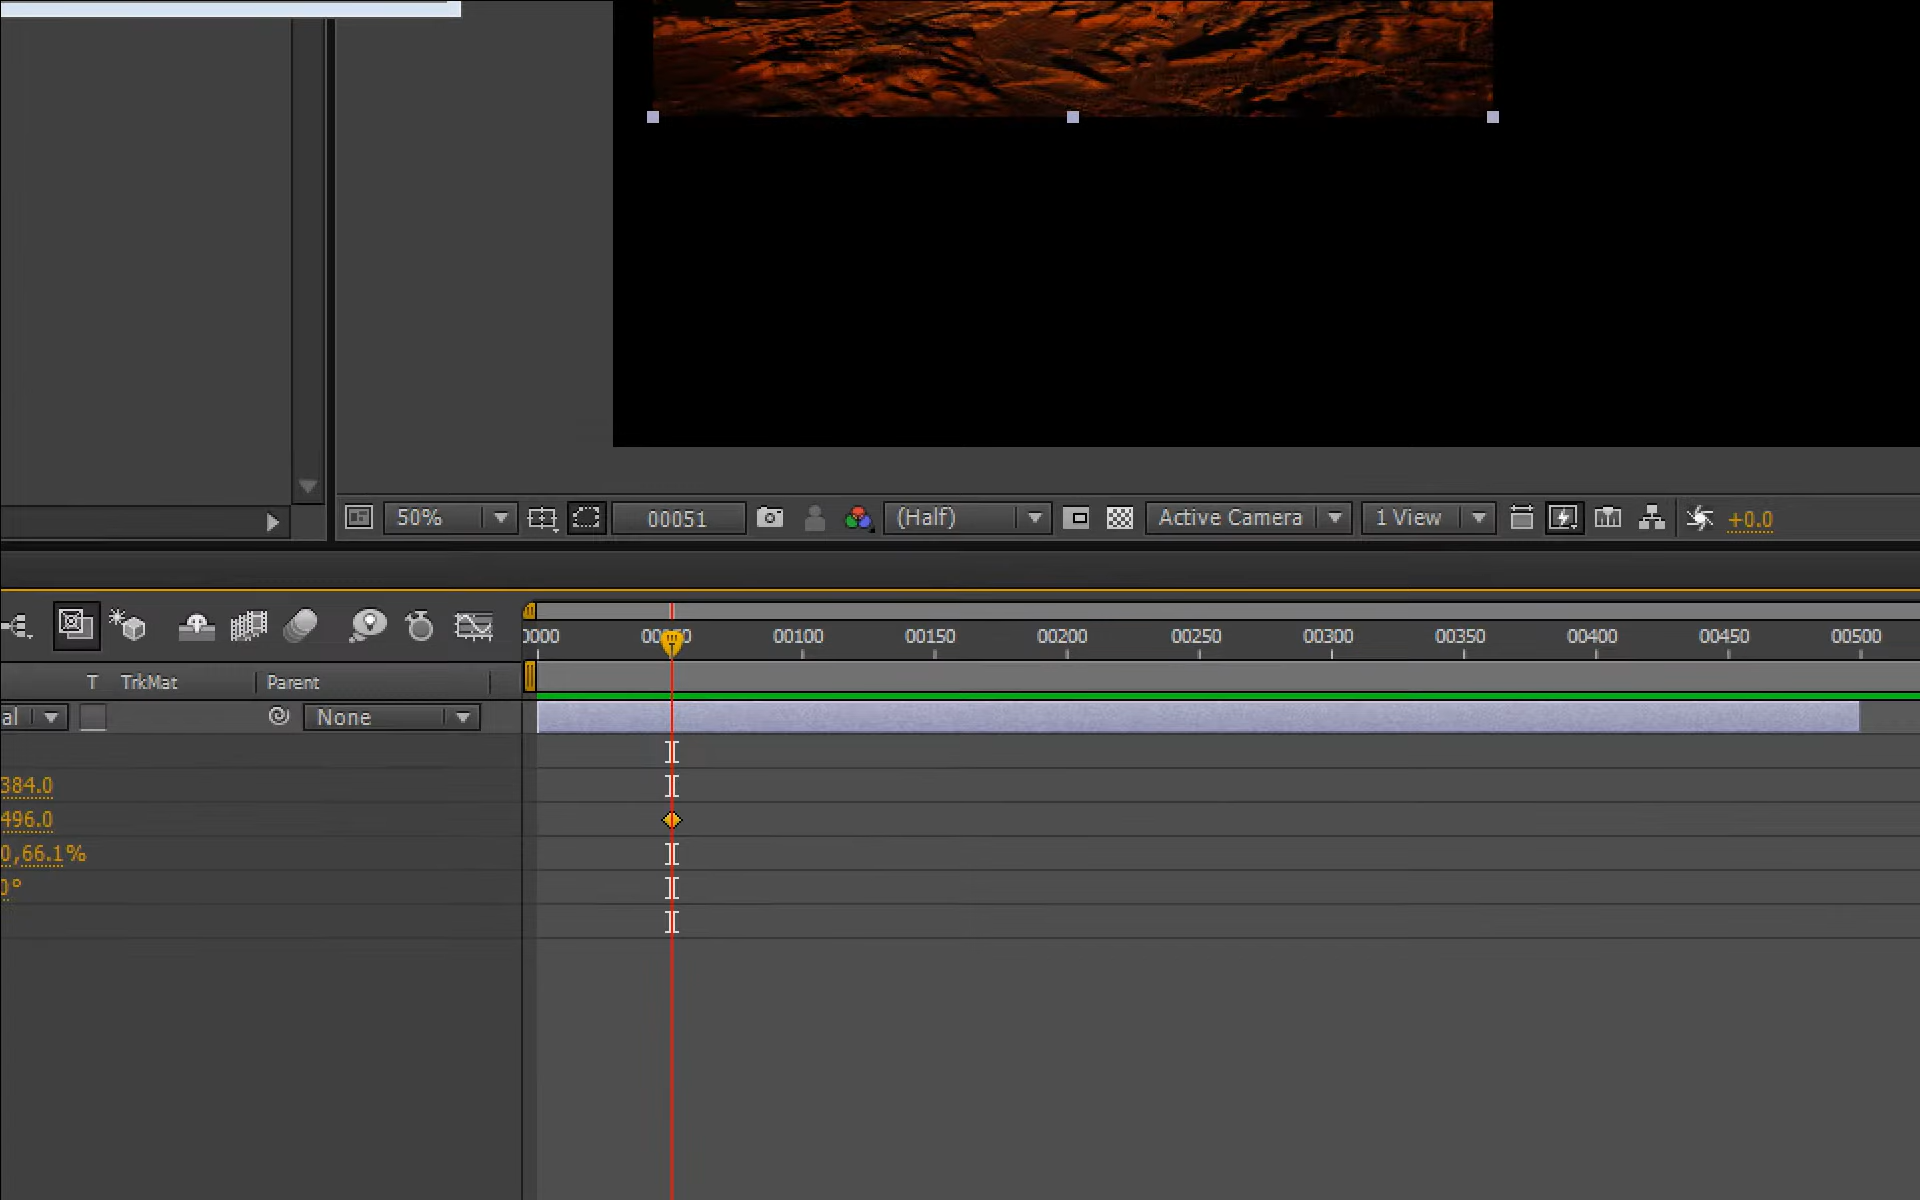 50%
00051
(Half)
Active Camera
1 View
+0.0
0000
00100
00150
00200
00250
00300
00350
00400
00450
00500
T
TrkMat
Parent
al
None
384.0
496.0
0,66.1%
0°